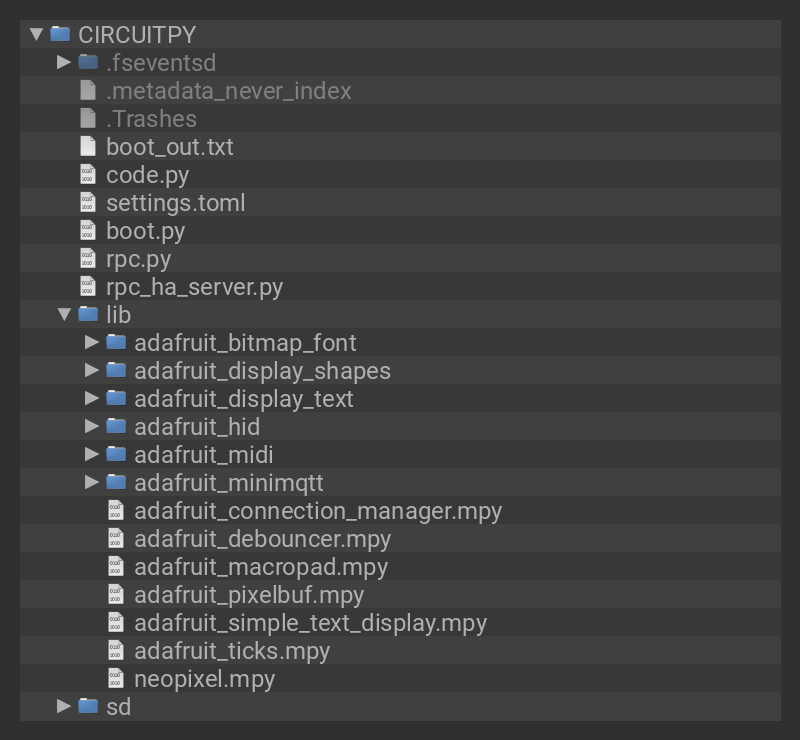 CIRCUITPY
.fseventsd
.metadata_never_index
.Trashes
boot_out.txt
code.py
settings.toml
boot.py
rpc.py
rpc_ha_server.py
lib
adafruit_bitmap_font
adafruit_display_shapes
adafruit_display_text
adafruit_hid
adafruit_midi
adafruit_minimqtt
adafruit_connection_manager.mpy
adafruit_debouncer.mpy
adafruit_macropad.mpy
adafruit_pixelbuf.mpy
adafruit_simple_text_display.mpy
adafruit_ticks.mpy
neopixel.mpy
sd